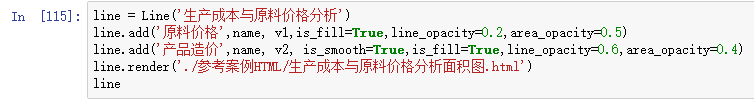 In [115]: line = Line('生产成本与原料价格分析')
line.add('原料价格',name, v1,is_fill=True,line_opacity=0.2,area_opacity=0.5)
line.add('产品造价',name, v2, is_smooth=True,is_fill=True,line_opacity=0.6,area_opacity=0.4)
line.render('./参考案例HTML/生产成本与原料价格分析面积图.html')
line